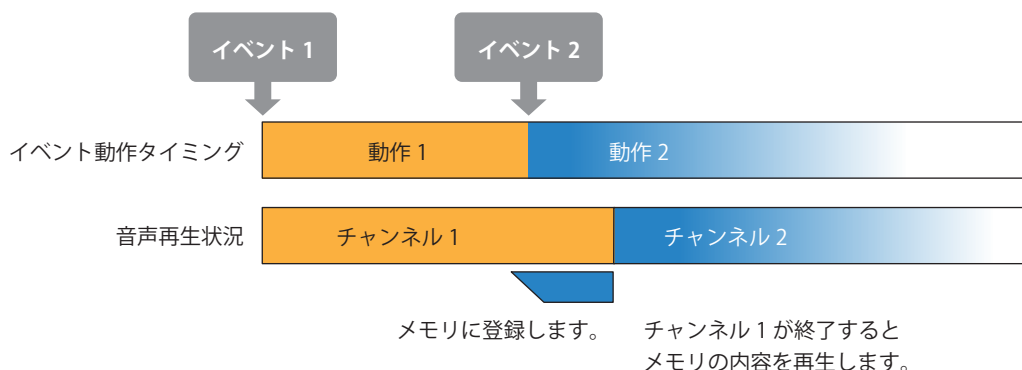 イベント 1
イベント 2
イベント動作タイミング
動作 1
動作 2
音声再生状況
チャンネル 1
チャンネル 2
メモリに登録します。
チャンネル 1 が終了すると
メモリの内容を再生します。